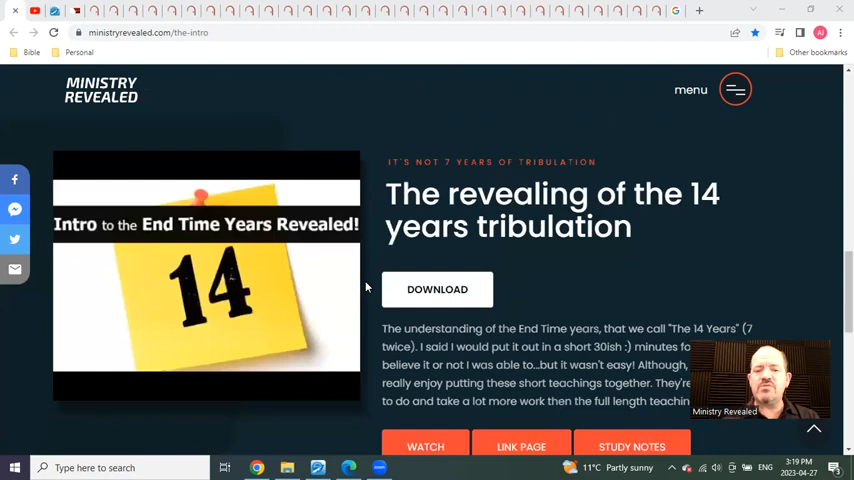 ministryrevealed.com/the-intro
Bible
Personal
Other bookmarks
AI
MINISTRY
REVEALED
menu
IT'S NOT 7 YEARS OF TRIBULATION
The revealing of the 14
years tribulation
Intro to the End Time Years Revealed!
14
DOWNLOAD
The understanding of the End Time years, that we call "The 14 Years" (7
twice). I said I would put it out in a short 30ish :) minutes
believe it or not I was able to...but it wasn't easy! Although,
really enjoy putting these short teachings together. They're
to do and take a lot more work then the full length
Ministry Revealed
WATCH
LINK PAGE
STUDY NOTES
Type here to search
11°C Partly sunny
ENG
3:19 PM
2023-04-27